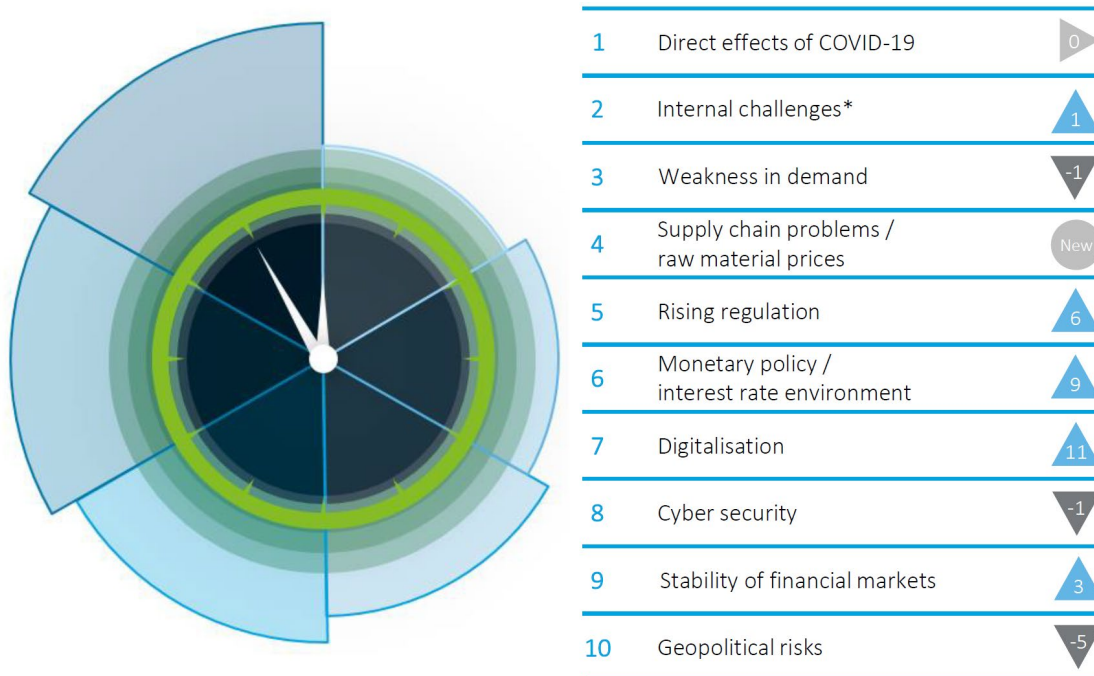 1 Direct effects of COVID-19 0
2 Internal challenges* 1
3 Weakness in demand -1
4 Supply chain problems /
raw material prices New
5 Rising regulation 6
6 Monetary policy /
interest rate environment 9
7 Digitalisation 11
8 Cyber security -1
9 Stability of financial markets 3
10 Geopolitical risks -5